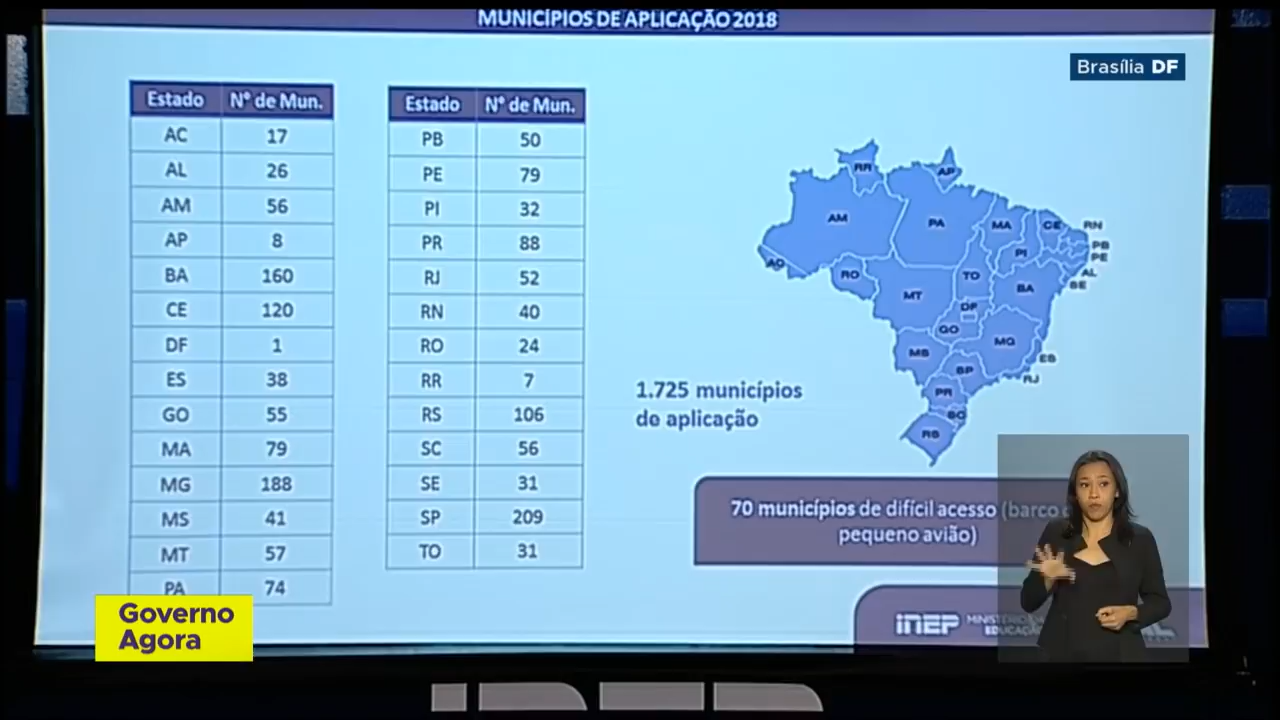 MUNICÍPIOS DE APLICAÇÃO 2018
Brasília DF
Estado Nº de Mun.
AC 17
AL 26
AM 56
AP 8
BA 160
CE 120
DF 1
ES 38
GO 55
MA 79
MG 188
MS 41
MT 57
PA 74
Estado Nº de Mun.
PB 50
PE 79
PI 32
PR 88
RJ 52
RN 40
RO 24
RR 7
RS 106
SC 56
SE 31
SP 209
TO 31
RR
AP
AM
PA
MA
CE
RN
PB
PE
AL
SE
PI
AC
RO
TO
BA
MT
DF
GO
MG
MS
ES
SP
RJ
PR
SC
RS
1.725 municípios
de aplicação
70 municípios de difícil acesso (barco
pequeno avião)
Governo
Agora
INEP